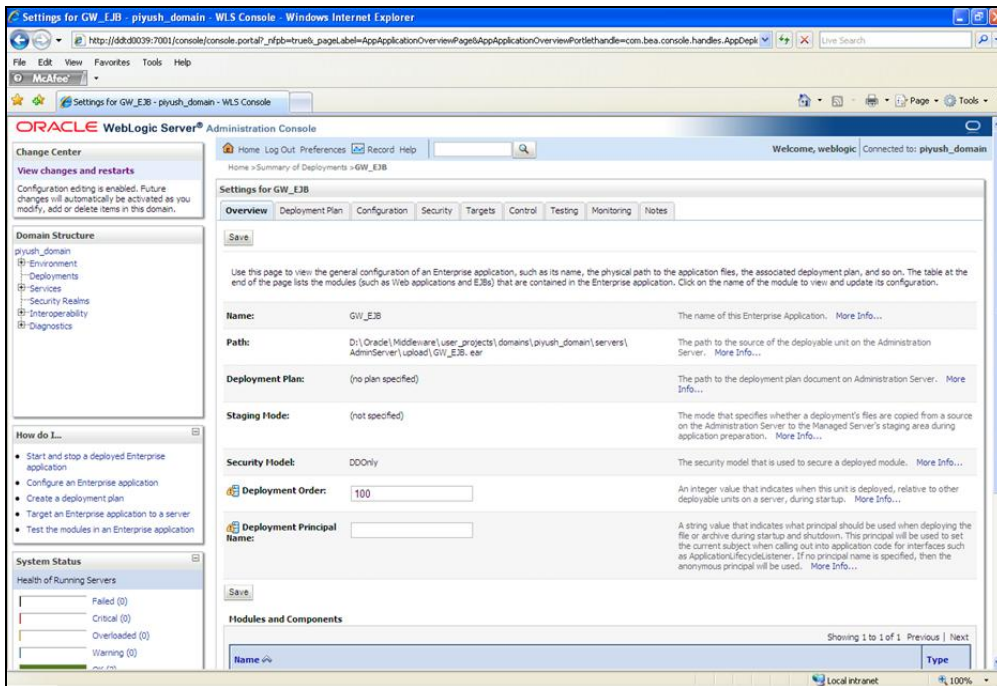 Settings for GW_EJB - piyush_domain - WLS Console - Windows Internet Explorer
http://ddtd0039:7001/console/console.portal?_nfpb=true&_pageLabel=AppApplicationOverviewPage&AppApplicationOverviewPortlethandle=com.bea.console.handles.AppDepl
Live Search
File Edit View Favorites Tools Help
McAfee
Settings for GW_EJB - piyush_domain - WLS Console
Page Tools
ORACLE WebLogic Server® Administration Console
Change Center
View changes and restarts
Configuration editing is enabled. Future
changes will automatically be activated as you
modify, add or delete items in this domain.
Domain Structure
piyush_domain
Environment
Deployments
Services
Security Realms
Interoperability
Diagnostics
How do I...
Start and stop a deployed Enterprise
application
Configure an Enterprise application
Create a deployment plan
Target an Enterprise application to a server
Test the modules in an Enterprise application
System Status
Health of Running Servers
Failed (0)
Critical (0)
Overloaded (0)
Warning (0)
Home Log Out Preferences Record Help
Welcome, weblogic Connected to: piyush_domain
Home >Summary of Deployments >GW_EJB
Settings for GW_EJB
Overview Deployment Plan Configuration Security Targets Control Testing Monitoring Notes
Save
Use this page to view the general configuration of an Enterprise application, such as its name, the physical path to the application files, the associated deployment plan, and so on. The table at the
end of the page lists the modules (such as Web applications and EJBs) that are contained in the Enterprise application. Click on the name of the module to view and update its configuration.
Name: GW_EJB The name of this Enterprise Application. More Info...
Path: D:\Oracle\Middleware\user_projects\domains\piyush_domain\servers\ The path to the source of the deployable unit on the Administration
AdminServer\upload\GW_EJB. ear Server. More Info...
Deployment Plan: (no plan specified) The path to the deployment plan document on Administration Server. More
Info...
Staging Mode: (not specified) The mode that specifies whether a deployment's files are copied from a source
on the Administration Server to the Managed Server's staging area during
application preparation. More Info...
Security Model: DDOnly The security model that is used to secure a deployed module. More Info...
Deployment Order: 100 An integer value that indicates when this unit is deployed, relative to other
deployable units on a server, during startup. More Info...
Deployment Principal A string value that indicates what principal should be used when deploying the
Name: file or archive during startup and shutdown. This principal will be used to set
the current subject when calling out into application code for interfaces such
as ApplicationLifecycleListener. If no principal name is specified, then the
anonymous principal will be used. More Info...
Save
Modules and Components
Showing 1 to 1 of 1 Previous | Next
Name Type
Local intranet 100%